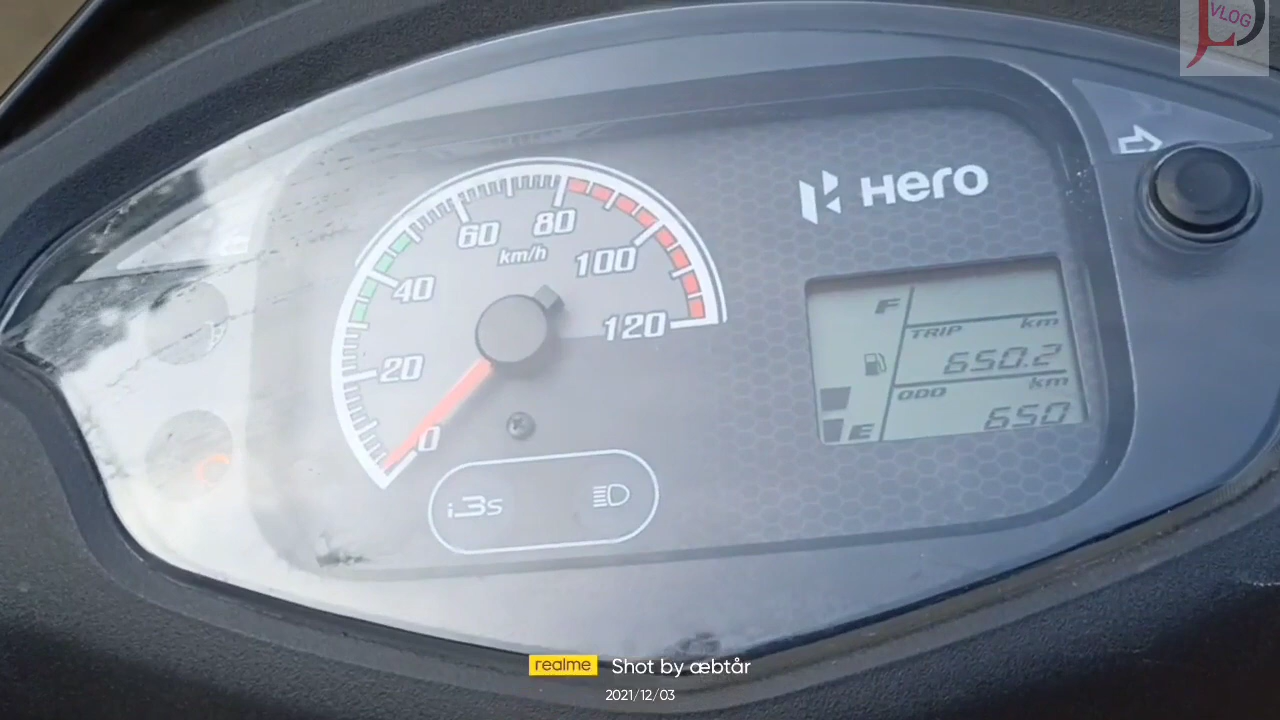 VLOG
Hero
80
60
km/h
100
40
120
20
0
F
km
TRIP
650.2
km
ODO
650
E
i3s
realme Shot by æbtår
2021/12/03